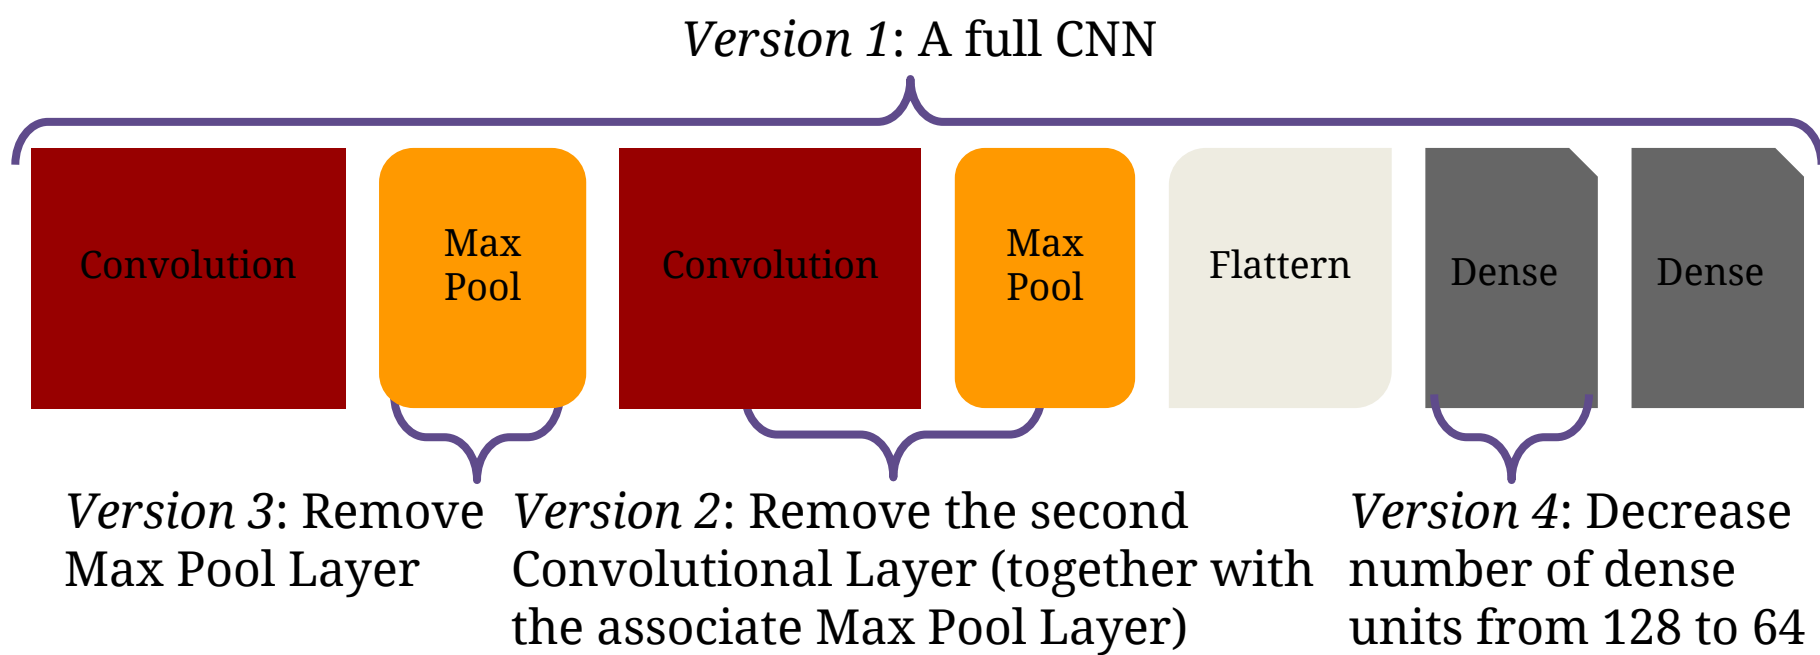 Version 1: A full CNN
Convolution
Max
Pool
Convolution
Max
Pool
Flattern
Dense
Dense
Version 3: Remove
Max Pool Layer
Version 2: Remove the second
Convolutional Layer (together with
the associate Max Pool Layer)
Version 4: Decrease
number of dense
units from 128 to 64